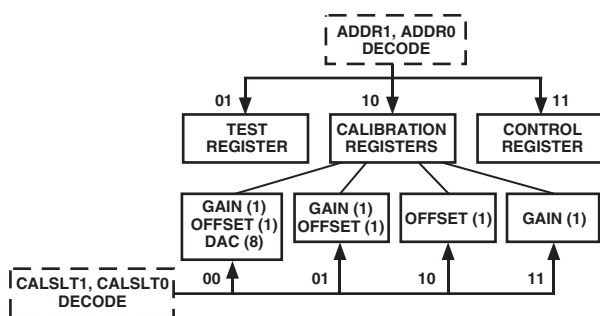 ADDR1, ADDR0
DECODE
01
10
11
TEST
REGISTER
CALIBRATION
REGISTERS
CONTROL
REGISTER
GAIN (1)
OFFSET (1)
DAC (8)
GAIN (1)
OFFSET (1)
OFFSET (1)
GAIN (1)
CALSLT1, CALSLT0
DECODE
00
01
10
11